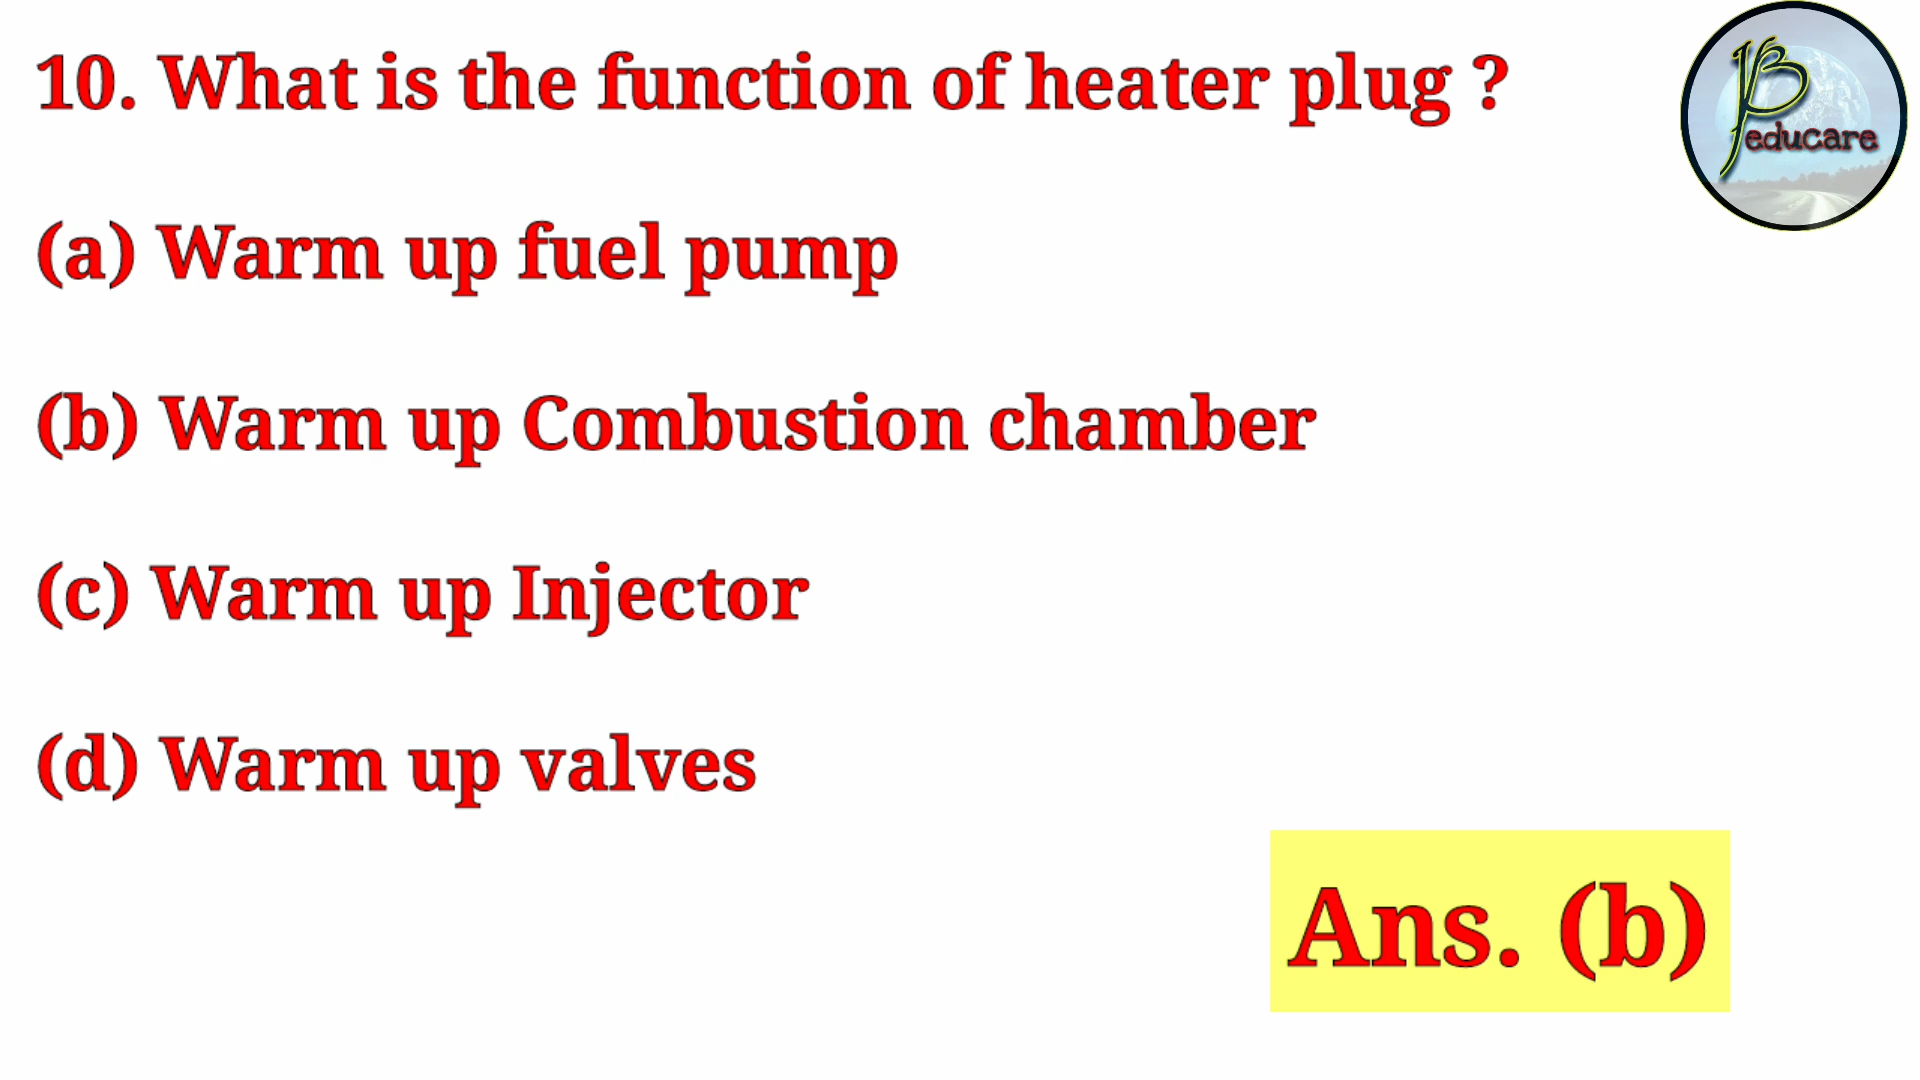 10. What is the function of heater plug ?
(a) Warm up fuel pump
(b) Warm up Combustion chamber
(c) Warm up Injector
(d) Warm up valves
Ans. (b)
educare